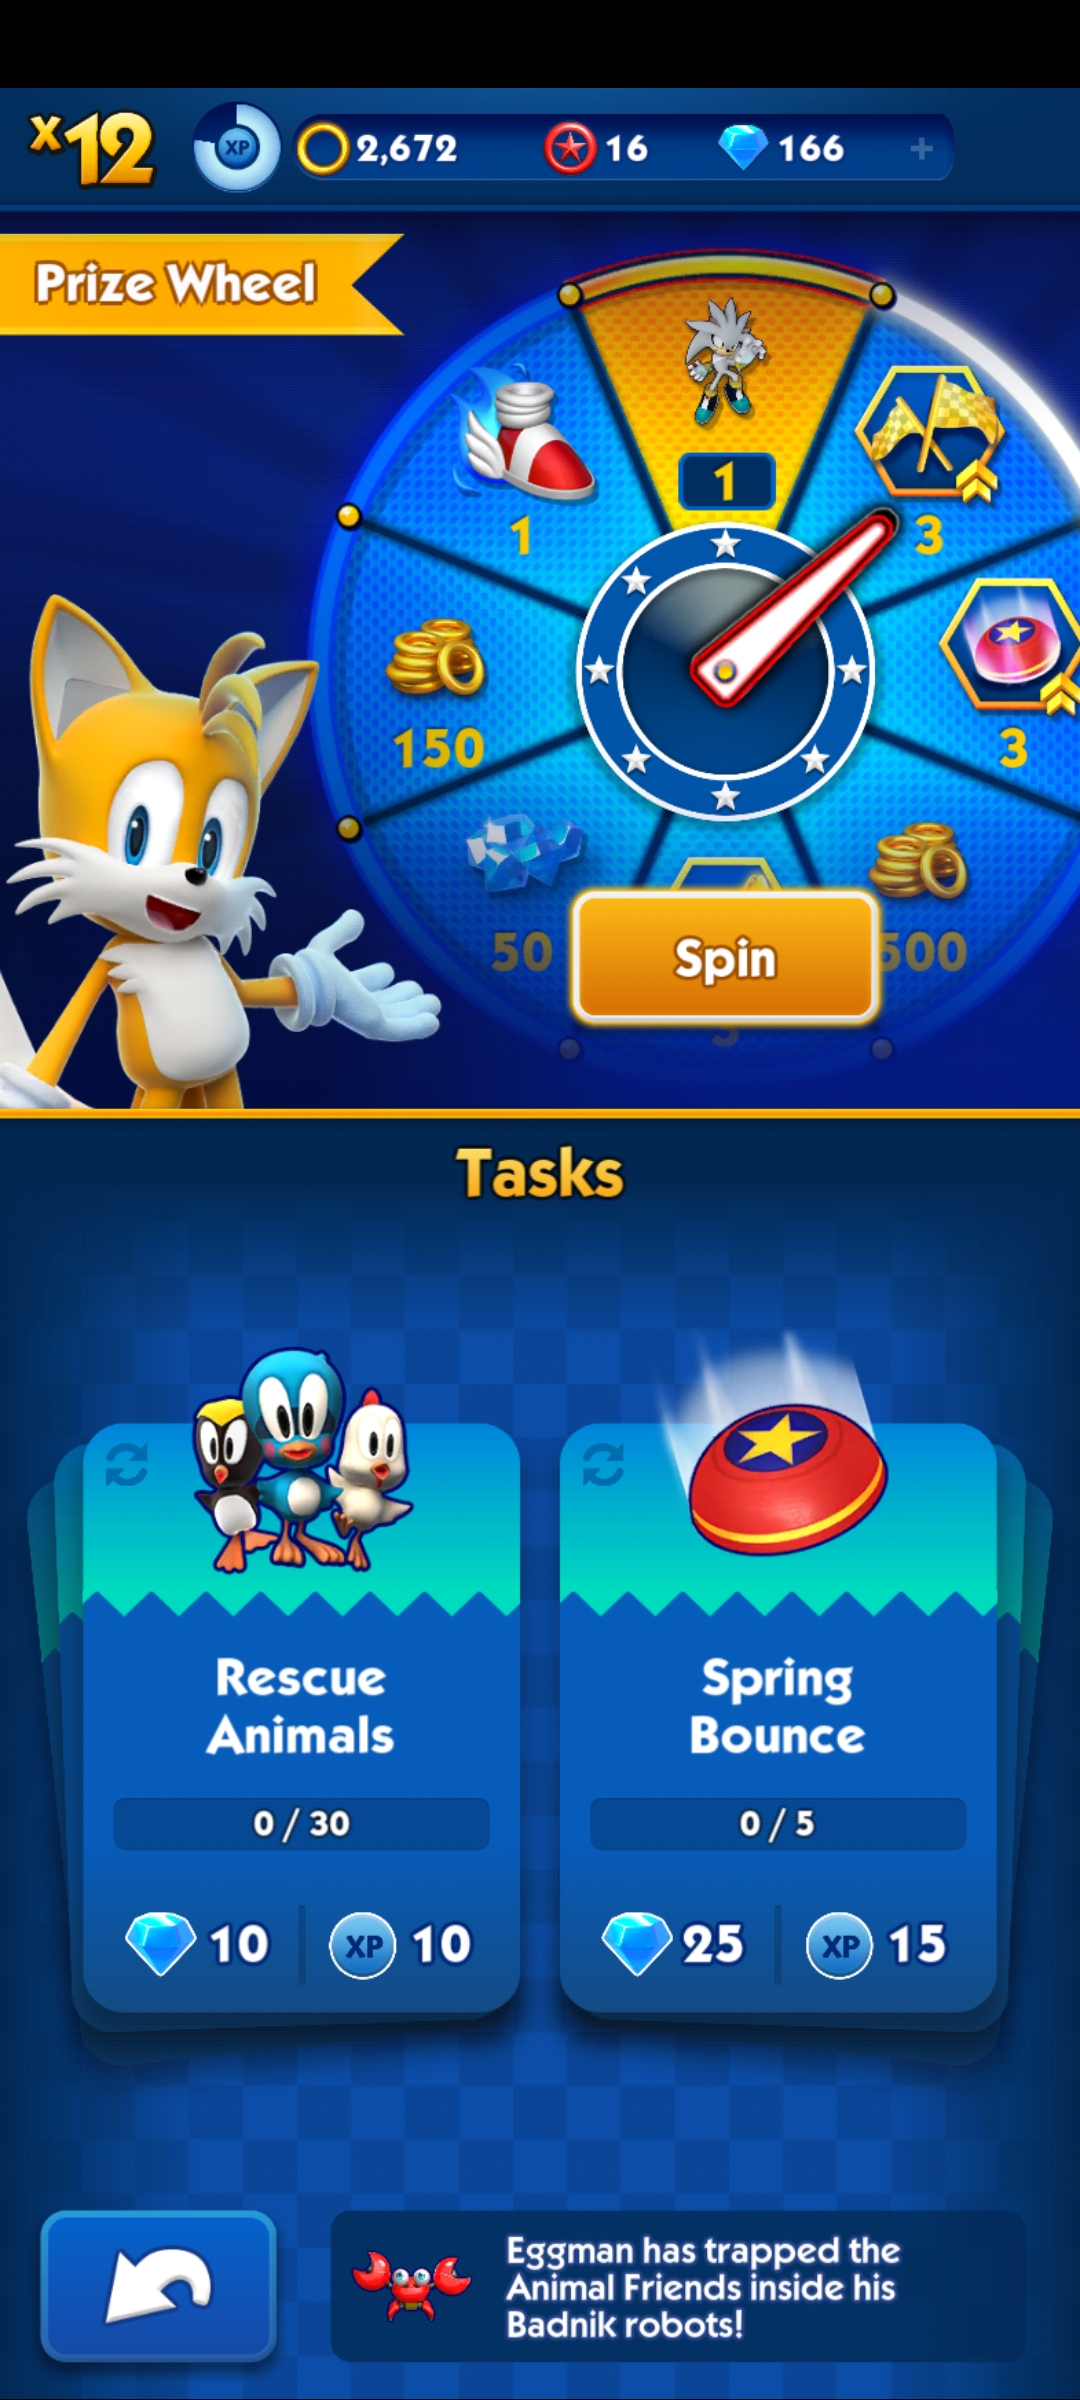 x12
XP
2,672
16
166
+
Prize Wheel
1
1
3
150
3
50
500
Spin
3
Tasks
Rescue
Animals
0 / 30
10
XP
10
Spring
Bounce
0 / 5
25
XP
15
Eggman has trapped the
Animal Friends inside his
Badnik robots!